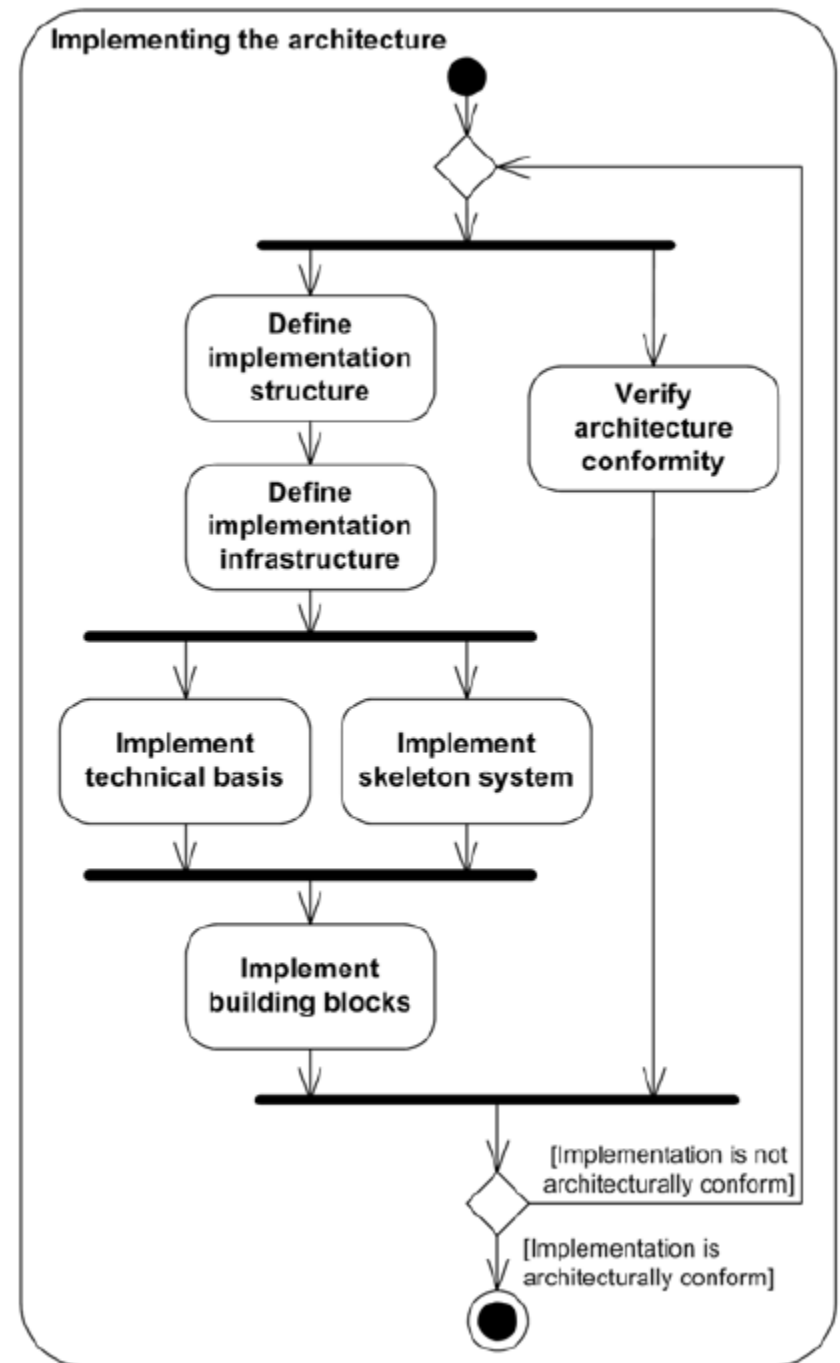 Implementing the architecture
Define
implementation
structure
Verify
architecture
conformity
Define
implementation
infrastructure
Implement
technical basis
Implement
skeleton system
Implement
building blocks
[Implementation is not
architecturally conform]
[Implementation is
architecturally conform]